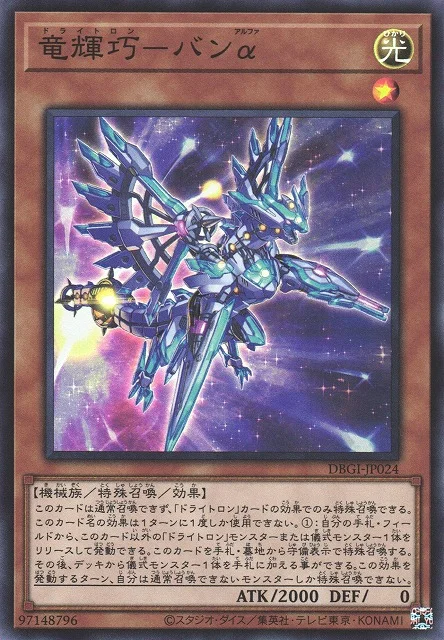 ドライトロン アルファ
竜輝巧－バンα
ひかり
光
DBGI-JP024
【機械族／特殊召喚／効果】
このカードは通常召喚できず、「ドライトロン」カードの効果でのみ特殊召喚できる。
このカード名の効果は１ターンに１度しか使用できない。①：自分の手札・フィー
ルドから、このカード以外の「ドライトロン」モンスターまたは儀式モンスター１体を
リリースして発動できる。このカードを手札・墓地から守備表示で特殊召喚する。
その後、デッキから儀式モンスター１体を手札に加える事ができる。この効果を
発動するターン、自分は通常召喚できないモンスターしか特殊召喚できない。
ATK/2000 DEF/ 0
97148796 ©スタジオ・ダイス／集英社・テレビ東京・KONAMI